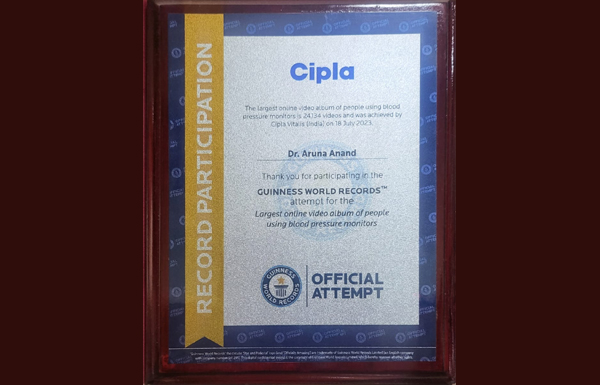 RECORD PARTICIPATION
Cipla
The largest online video album of people using blood
pressure monitors is 24,134 videos and was achieved by
Cipla Vitalis (India) on 18 July 2023.
Dr. Aruna Anand
Thank you for participating in the
GUINNESS WORLD RECORDS™
attempt for the
Largest online video album of people
using blood pressure monitors
GUINNESS
WORLD RECORDS
OFFICIAL
ATTEMPT